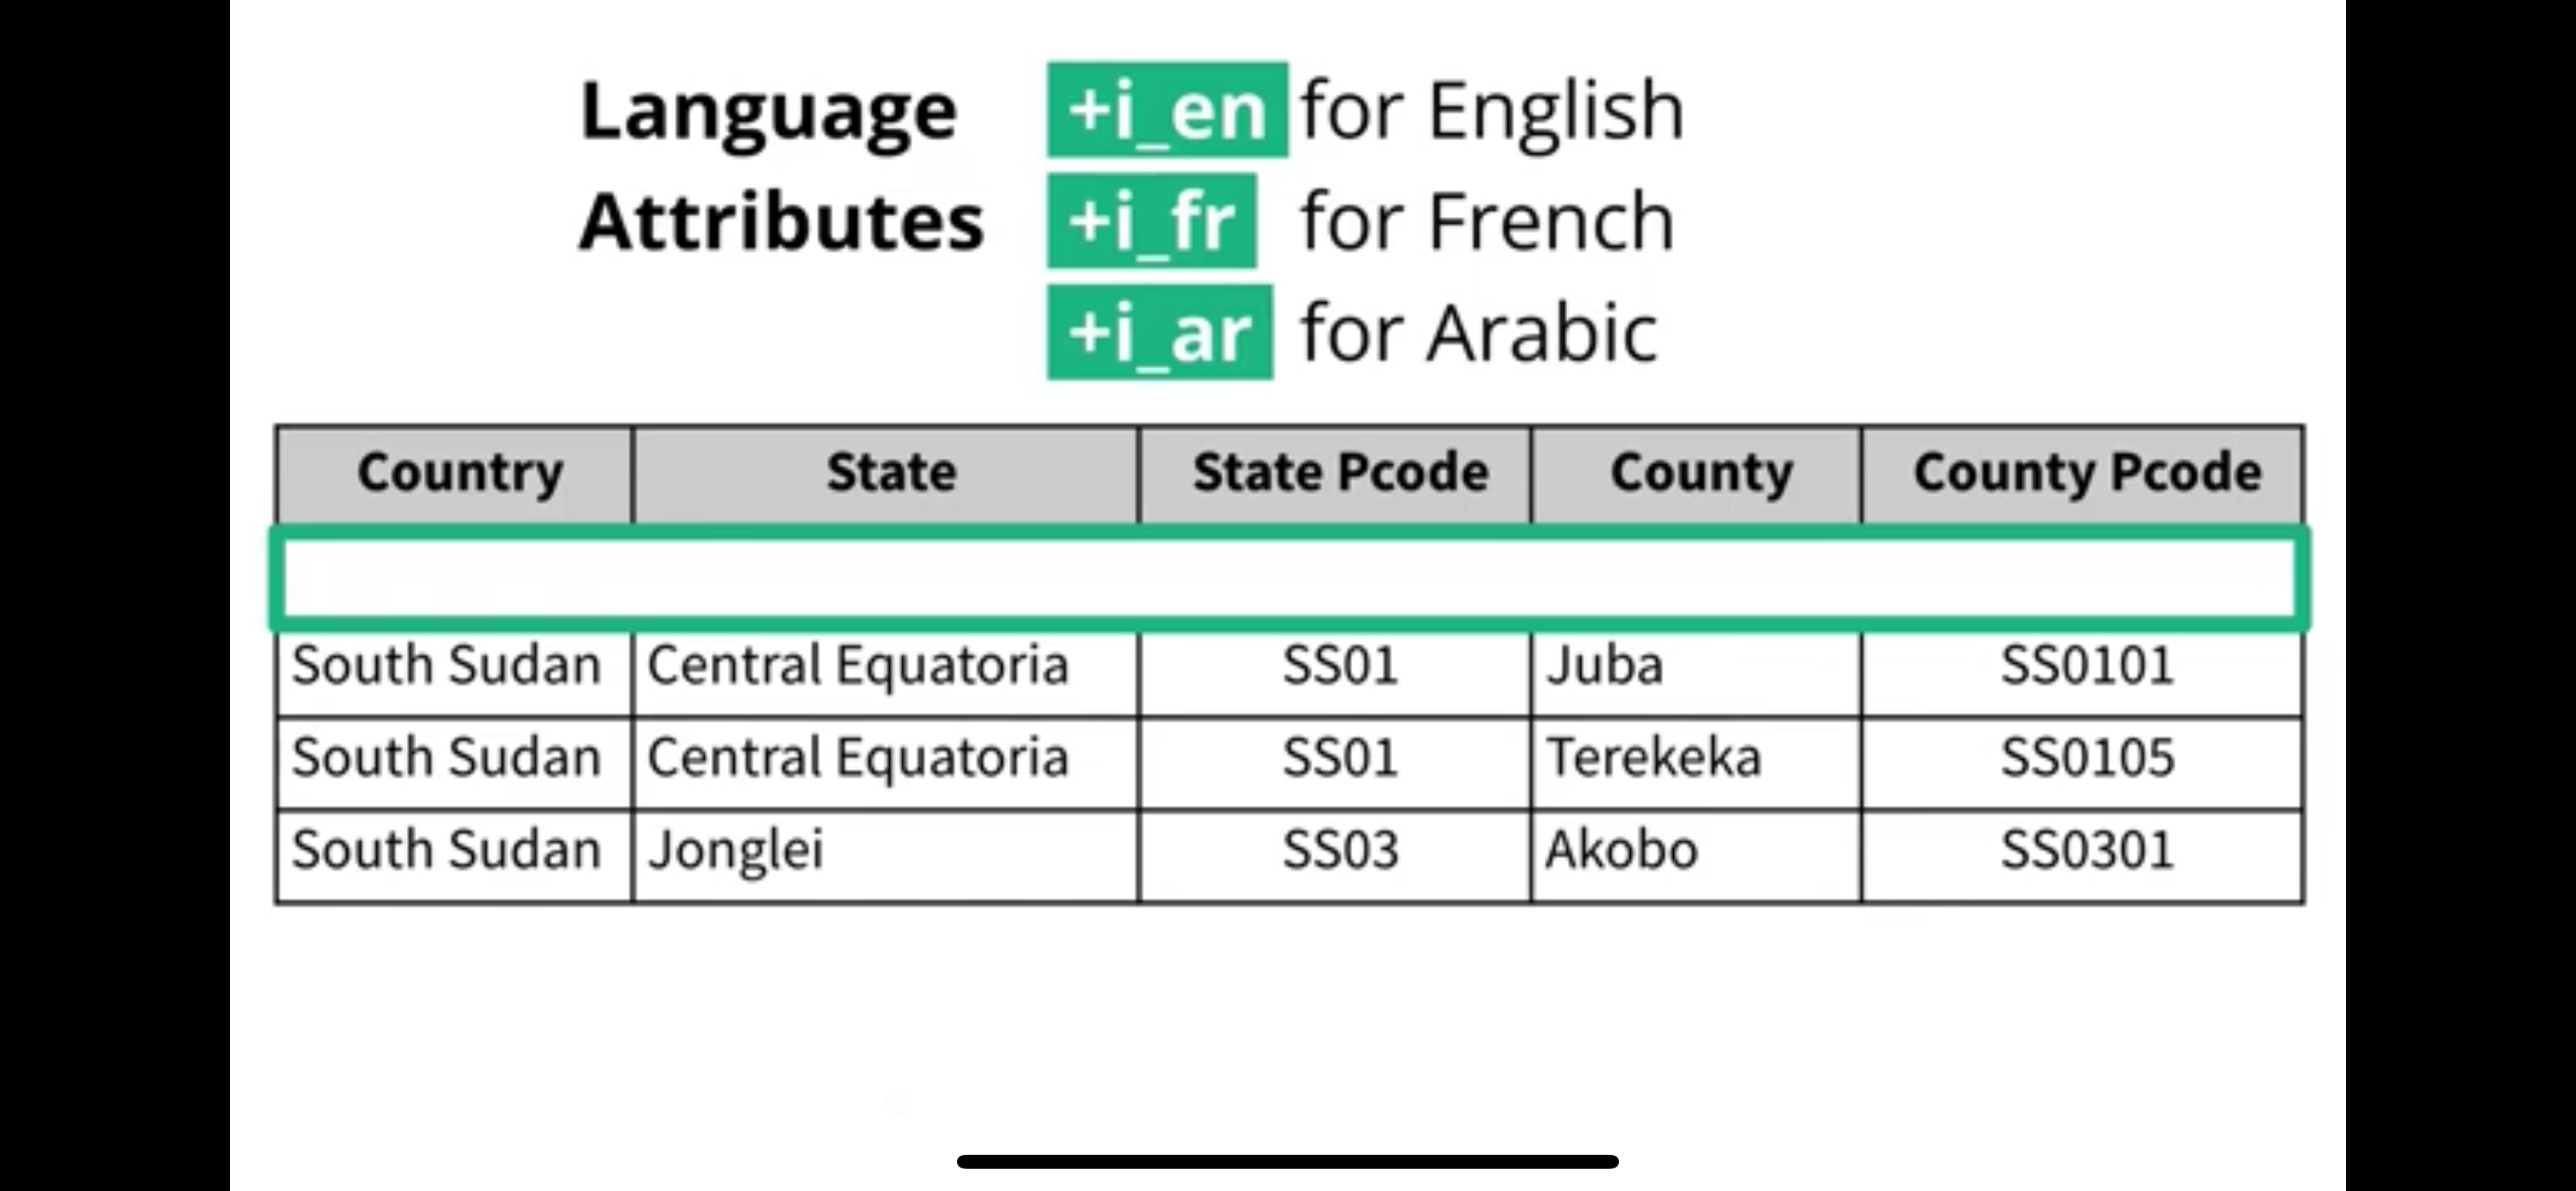 Language +i_en for English
Attributes +i_fr for French
+i_ar for Arabic
Country State State Pcode County County Pcode
South Sudan Central Equatoria SS01 Juba SS0101
South Sudan Central Equatoria SS01 Terekeka SS0105
South Sudan Jonglei SS03 Akobo SS0301